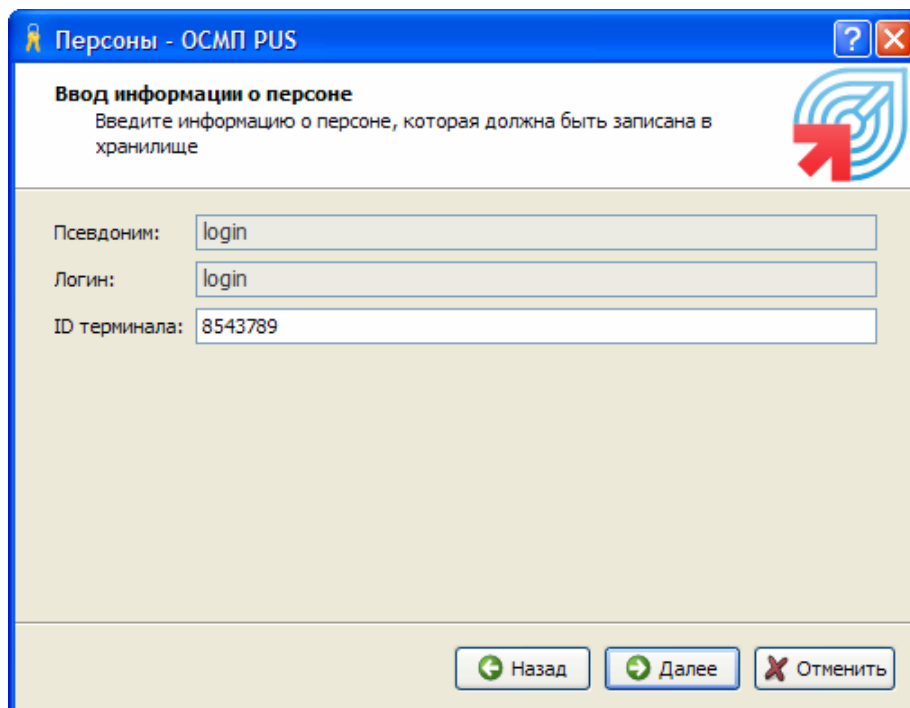 Персоны - ОСМП PUS
?
Ввод информации о персоне
Введите информацию о персоне, которая должна быть записана в
хранилище
Псевдоним: login
Логин: login
ID терминала: 8543789
Назад Далее Отменить